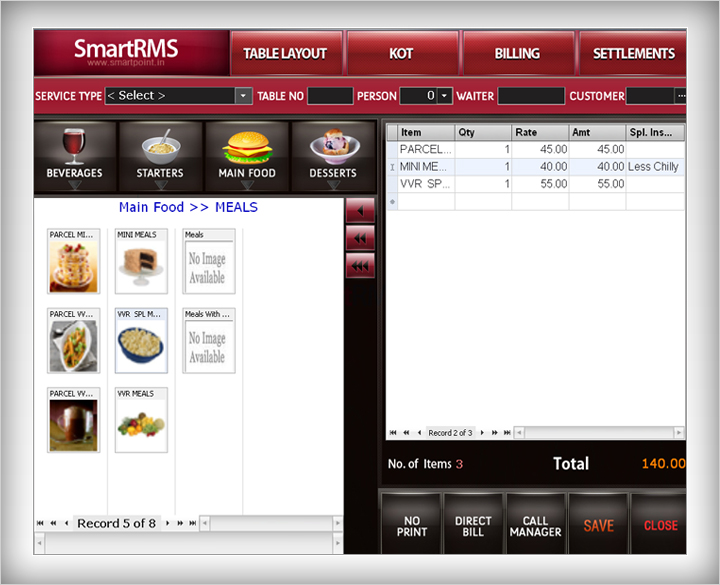 SmartRMS
www.smartpoint.in
TABLE LAYOUT
KOT
BILLING
SETTLEMENTS
SERVICE TYPE < Select > TABLE NO PERSON 0 WAITER CUSTOMER ...
BEVERAGES
STARTERS
MAIN FOOD
DESSERTS
Main Food >> MEALS
PARCEL MI... MINI MEALS Meals
No Image
Available
PARCEL VV... VVR SPL M... Meals With ...
No Image
Available
PARCEL VV... VVR MEALS
Record 5 of 8
Item Qty Rate Amt Spl. Ins...
PARCEL... 1 45.00 45.00
MINI ME... 1 40.00 40.00 Less Chilly
VVR SP... 1 55.00 55.00
Record 2 of 3
No. of Items 3 Total 140.00
NO
PRINT
DIRECT
BILL
CALL
MANAGER
SAVE
CLOSE